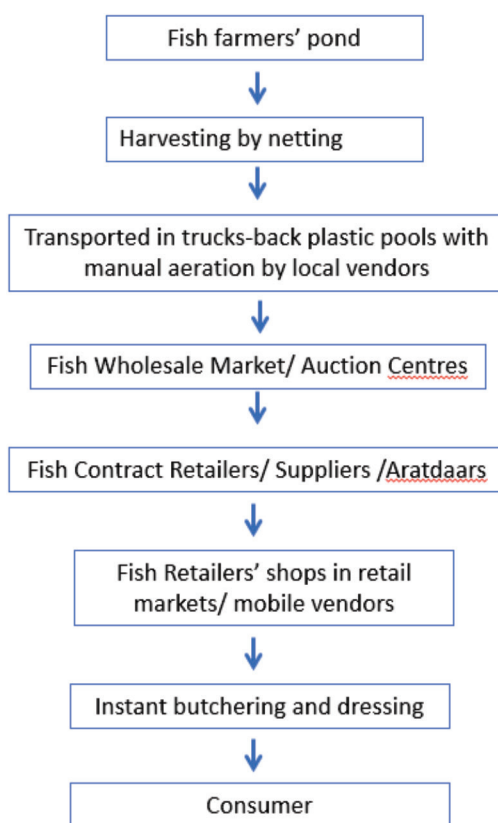 Fish farmers’ pond
Harvesting by netting
Transported in trucks-back plastic pools with
manual aeration by local vendors
Fish Wholesale Market/ Auction Centres
Fish Contract Retailers/ Suppliers /Aratdaars
Fish Retailers’ shops in retail
markets/ mobile vendors
Instant butchering and dressing
Consumer